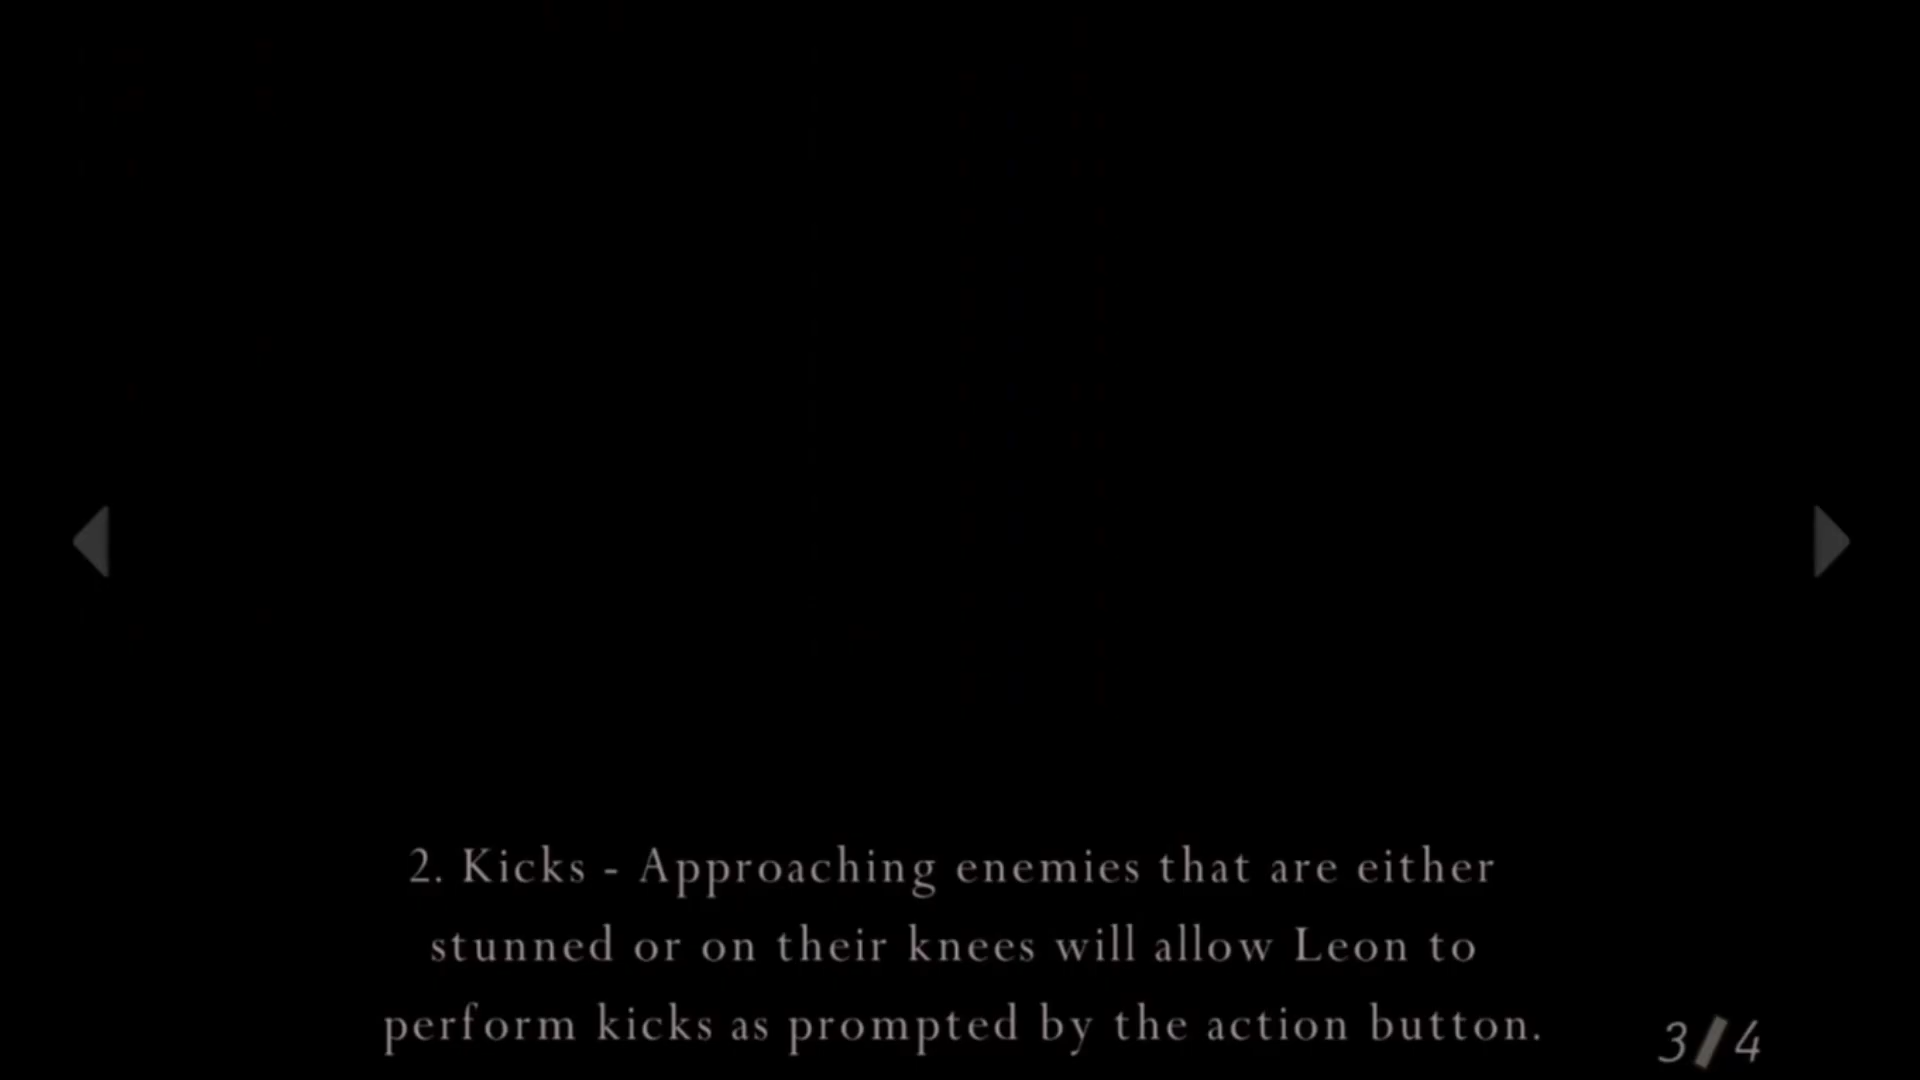 2. Kicks - Approaching enemies that are either
stunned or on their knees will allow Leon to
perform kicks as prompted by the action button.
3/4